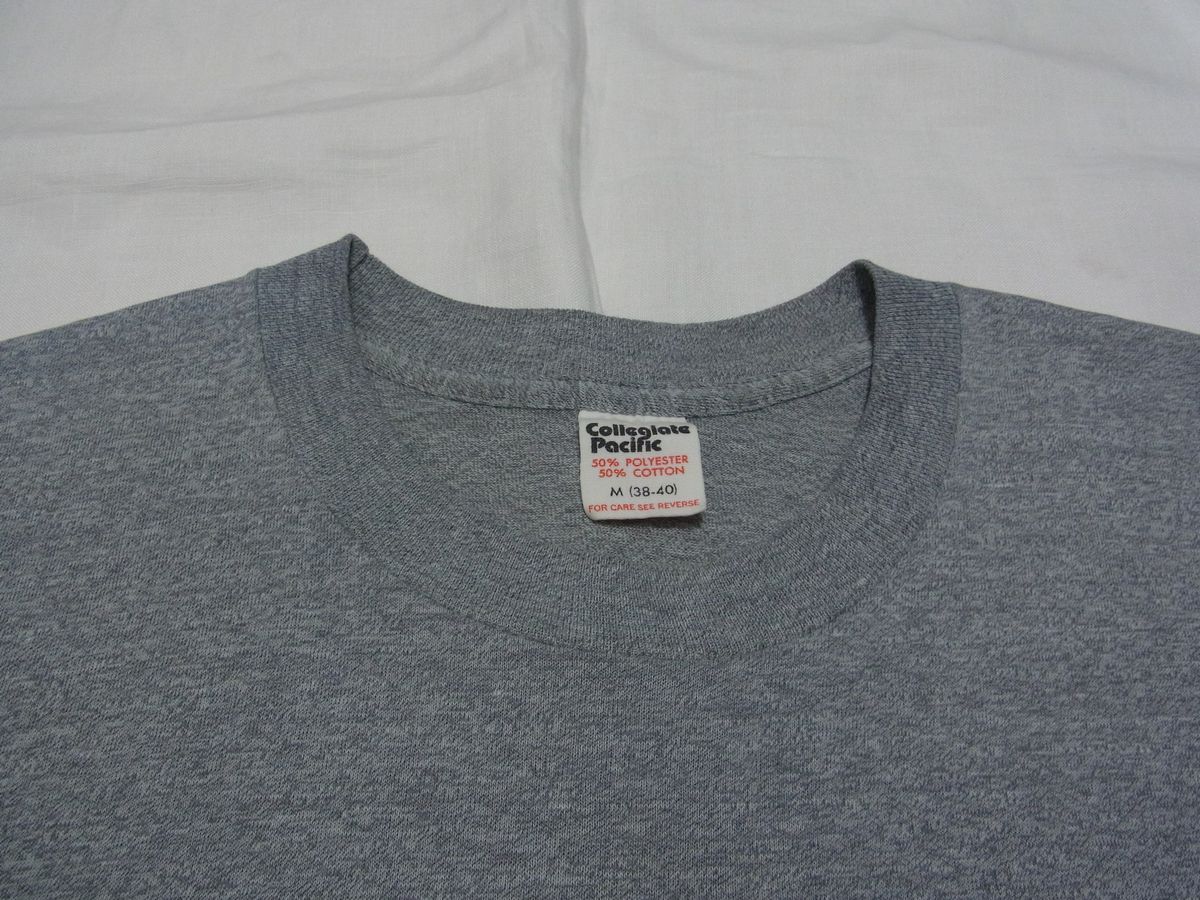 Collegiate
Pacific
50% POLYESTER
50% COTTON
M (38-40)
FOR CARE SEE REVERSE